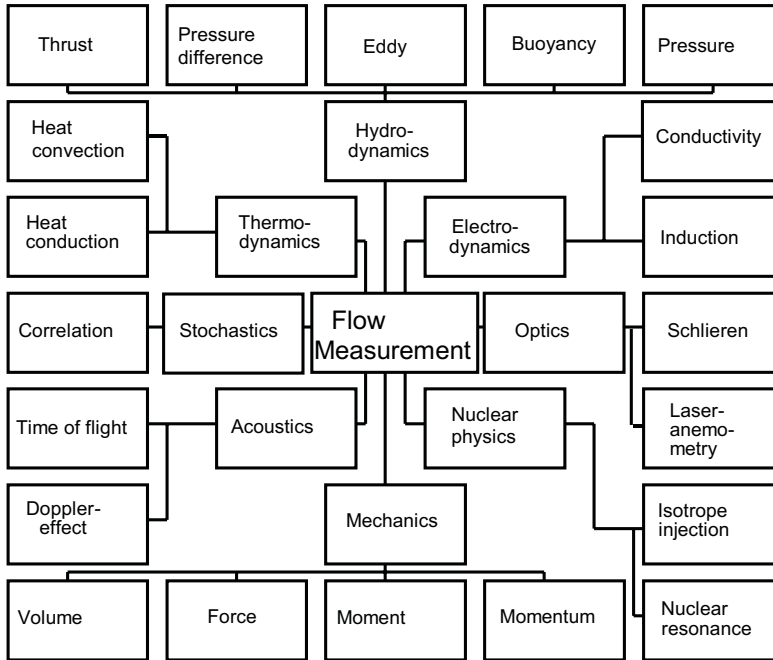 Thrust
Pressure
difference
Eddy
Buoyancy
Pressure
Heat
convection
Hydro-
dynamics
Conductivity
Heat
conduction
Thermo-
dynamics
Electro-
dynamics
Induction
Correlation
Stochastics
Flow
Measurement
Optics
Schlieren
Time of flight
Acoustics
Nuclear
physics
Laser-
anemo-
metry
Doppler-
effect
Mechanics
Isotrope
injection
Volume
Force
Moment
Momentum
Nuclear
resonance